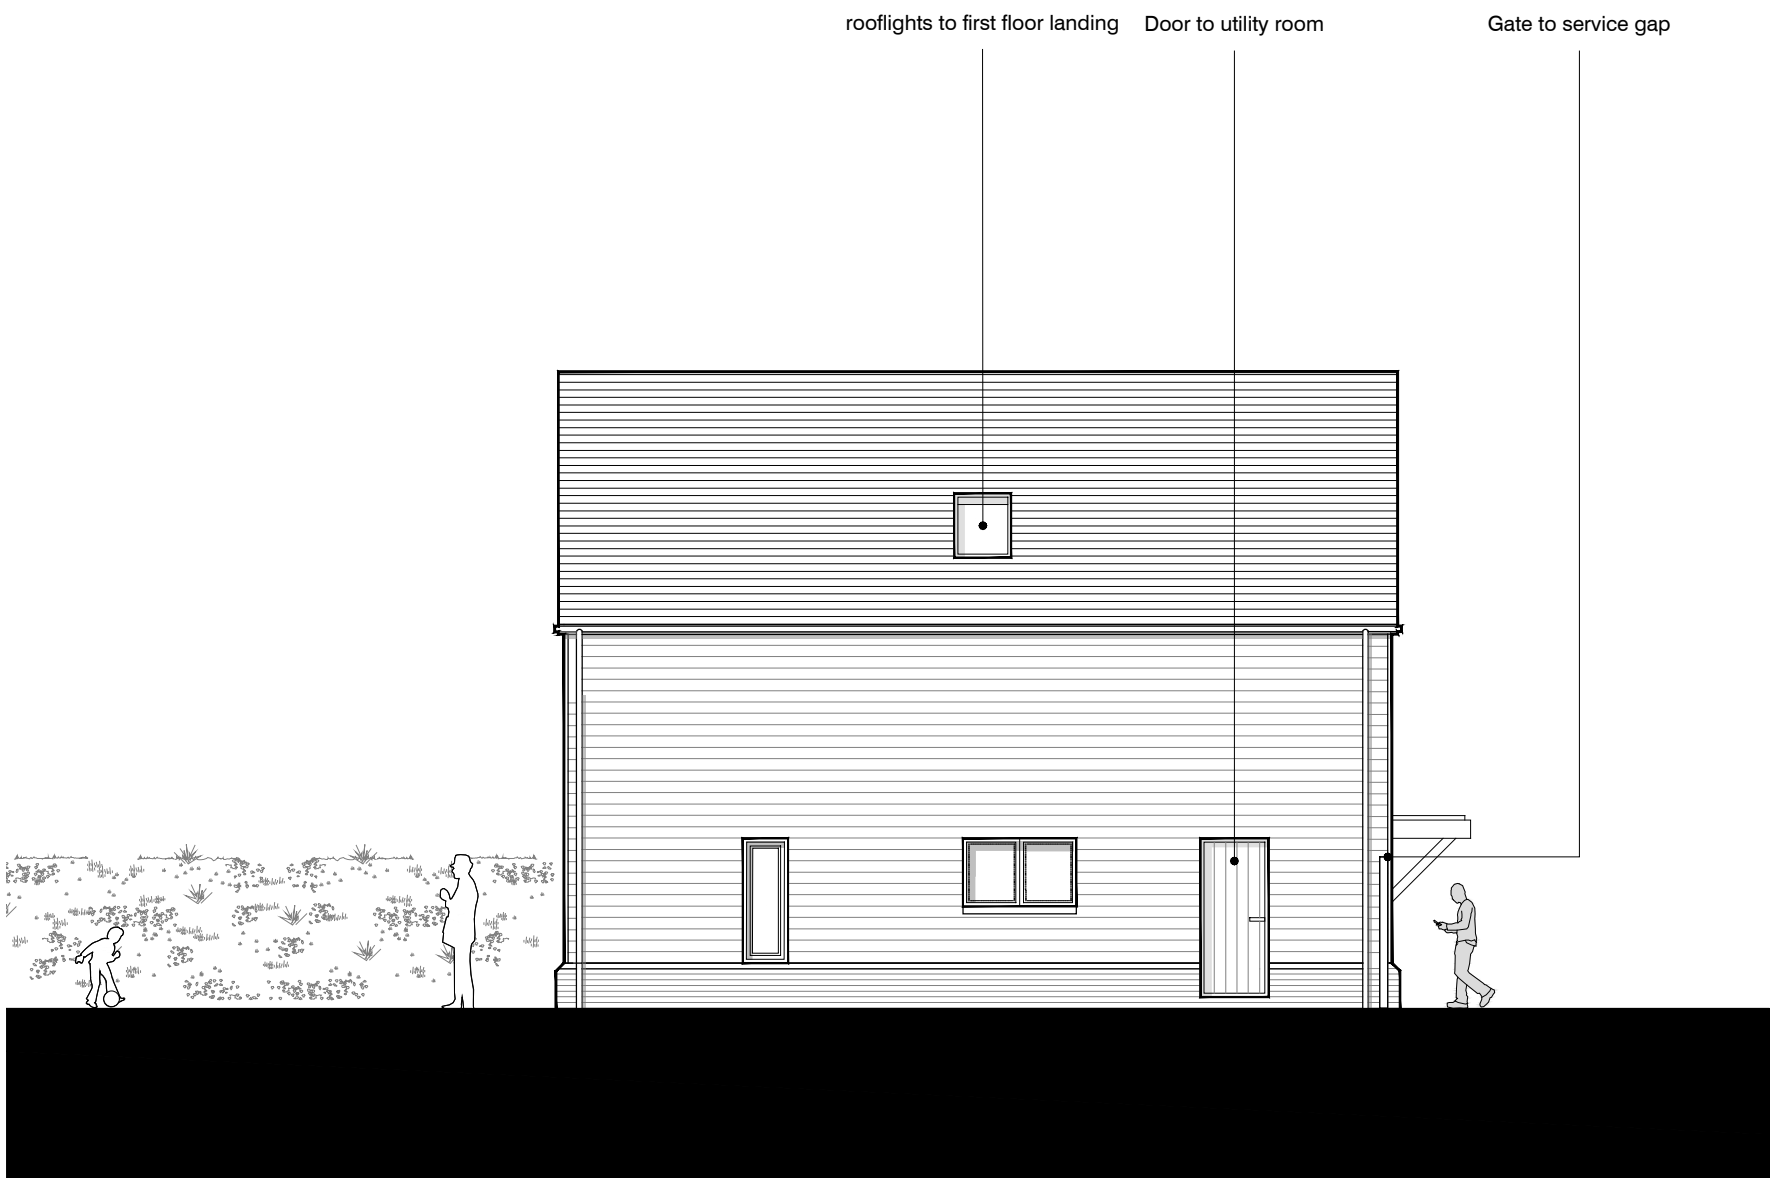 rooflights to first floor landing
Door to utility room
Gate to service gap